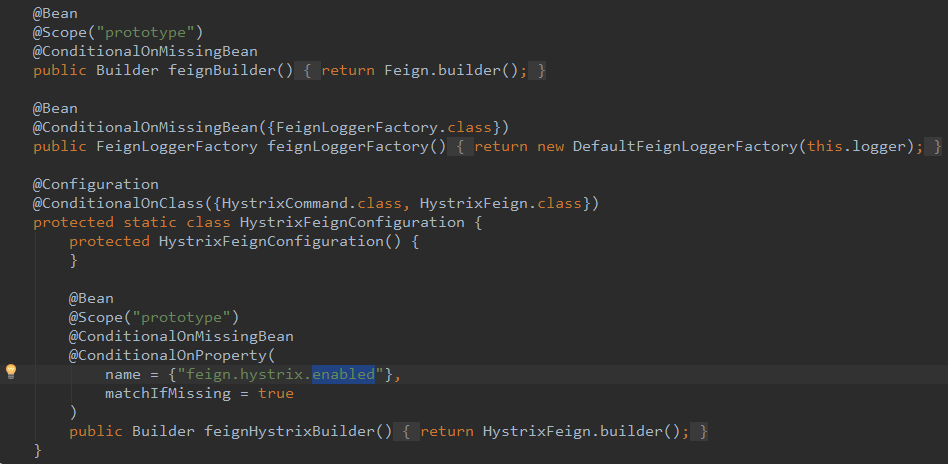 @Bean
@Scope("prototype")
@ConditionalOnMissingBean
public Builder feignBuilder() { return Feign.builder(); }
@Bean
@ConditionalOnMissingBean({FeignLoggerFactory.class})
public FeignLoggerFactory feignLoggerFactory() { return new DefaultFeignLoggerFactory(this.logger); }
@Configuration
@ConditionalOnClass({HystrixCommand.class, HystrixFeign.class})
protected static class HystrixFeignConfiguration {
protected HystrixFeignConfiguration() {
}
@Bean
@Scope("prototype")
@ConditionalOnMissingBean
@ConditionalOnProperty(
name = {"feign.hystrix.enabled"},
matchIfMissing = true
)
public Builder feignHystrixBuilder() { return HystrixFeign.builder(); }
}